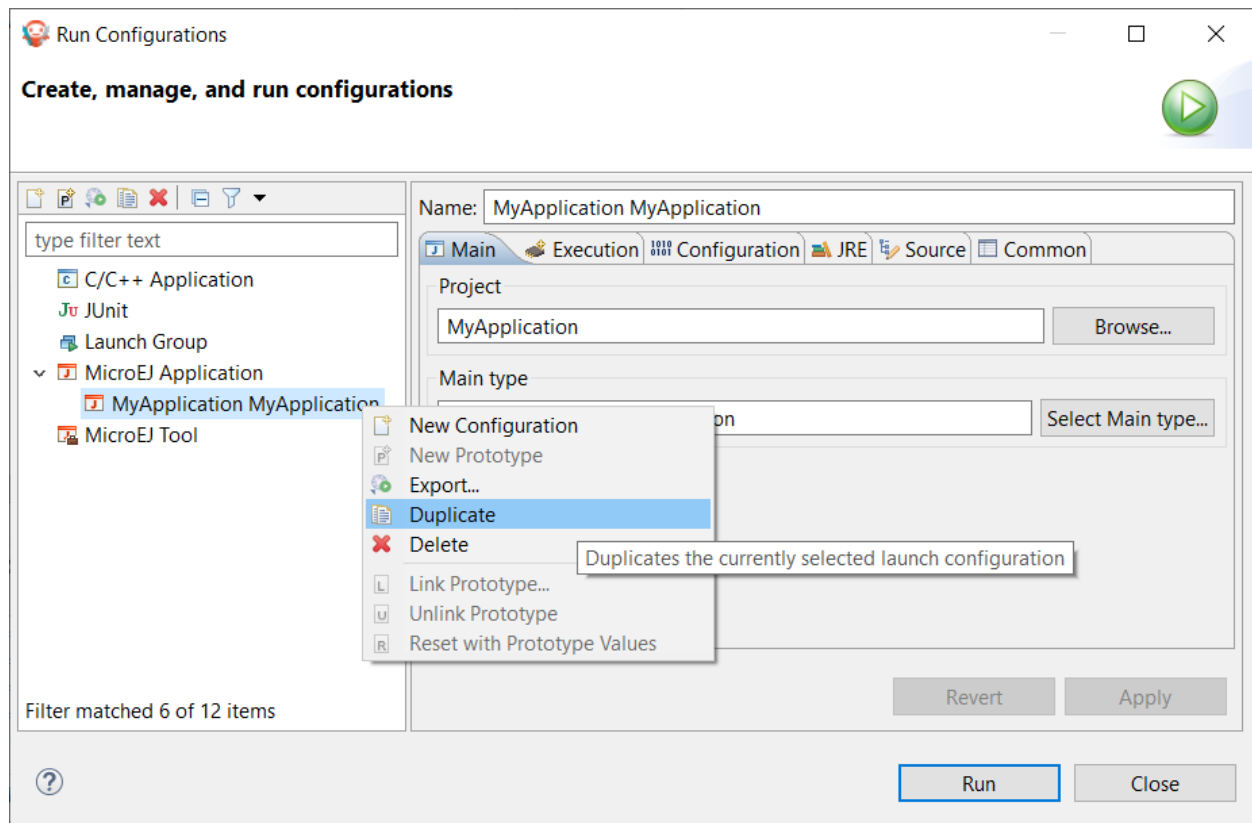 Run Configurations
Create, manage, and run configurations
type filter text
C/C++ Application
Ju JUnit
Launch Group
MicroEJ Application
MyApplication MyApplication
MicroEJ Tool
Filter matched 6 of 12 items
Name: MyApplication MyApplication
Main Execution Configuration JRE Source Common
Project
MyApplication Browse...
Main type
on Select Main type...
New Configuration
New Prototype
Export...
Duplicate
Delete
Duplicates the currently selected launch configuration
Link Prototype...
Unlink Prototype
Reset with Prototype Values
Revert Apply
Run Close